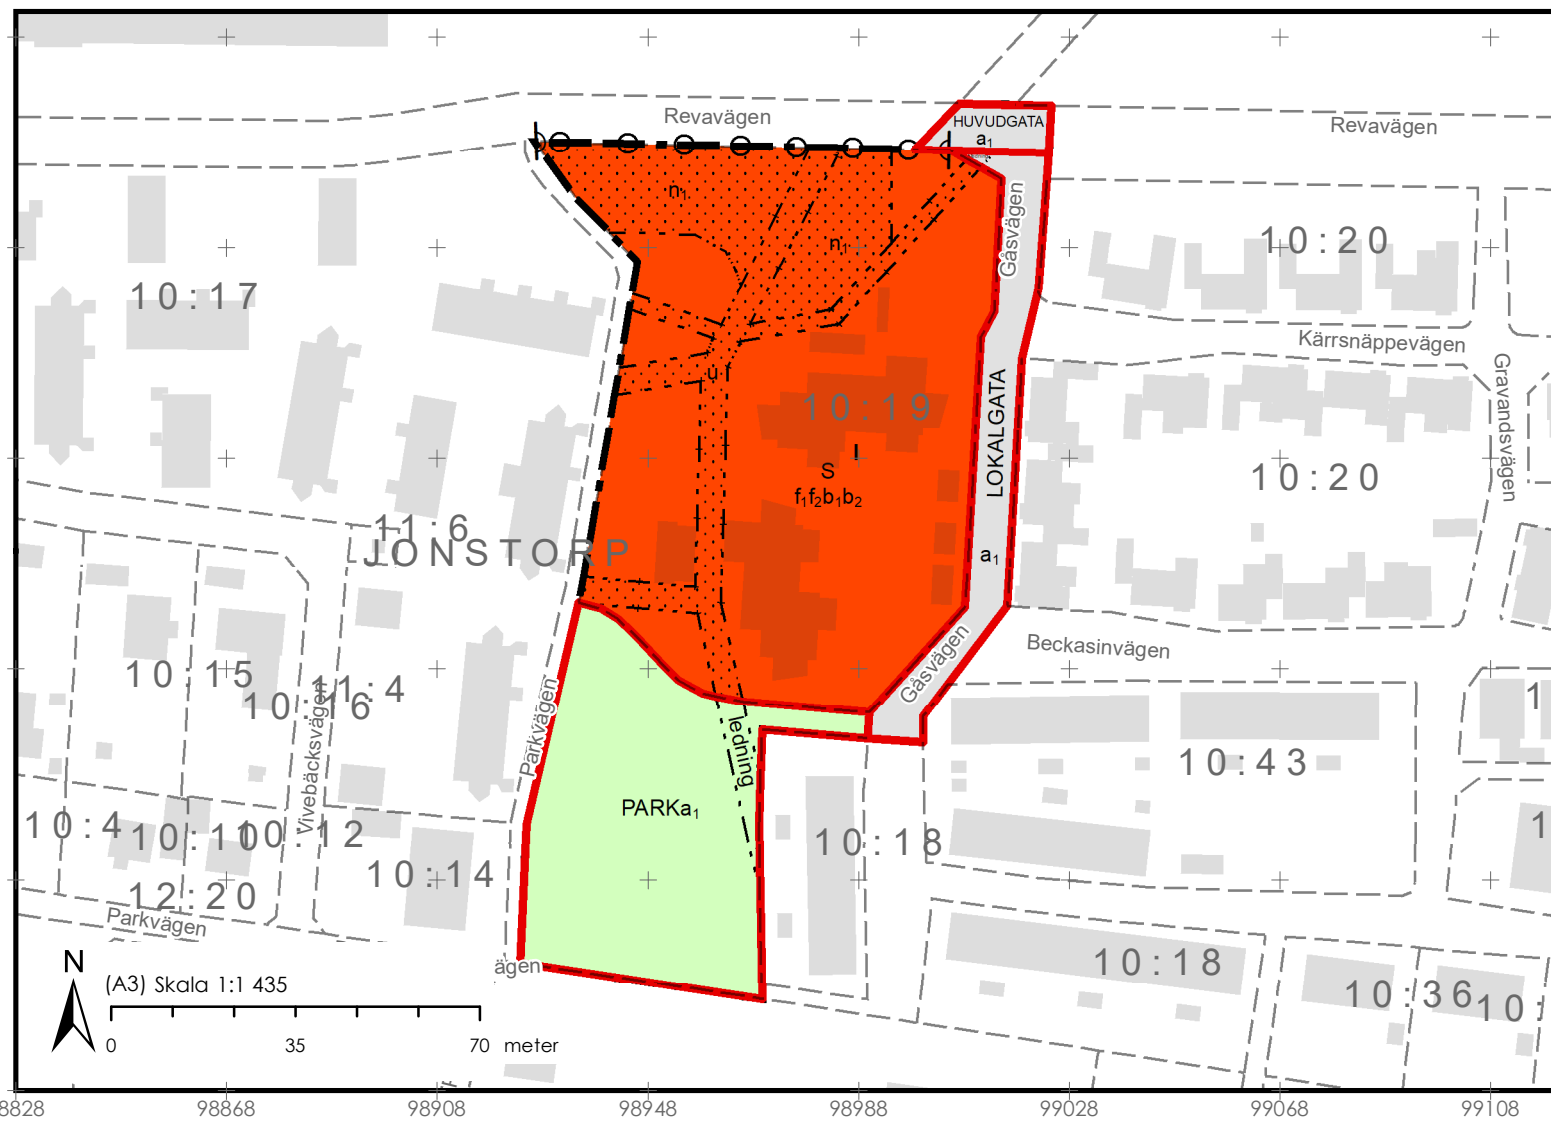 Revavägen
Revavägen
HUVUDGATA
a1
n1
n1
Gåsvägen
10:20
10:17
Kärrsnäppevägen
Gravandsvägen
u
10:19
LOKALGATA
I
S
f1f2b1b2
10:20
11:6
JONSTORP
a1
Beckasinvägen
Gåsvägen
10:15
11:4
10:16
Vivebäcksvägen
Parkvägen
ledning
10:43
PARKa1
10:4
10:12
10:18
10:14
12:20
Parkvägen
ägen
10:18
10:36
10:
N
(A3) Skala 1:1 435
0 35 70 meter
98868 98908 98948 98988 99028 99068 99108